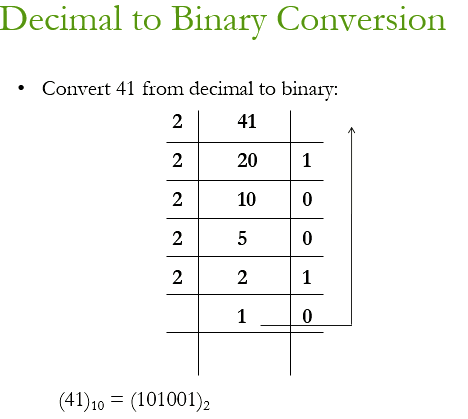 Decimal to Binary Conversion
• Convert 41 from decimal to binary:
2 41
2 20 1
2 10 0
2 5 0
2 2 1
1 0
(41)₁₀ = (101001)₂